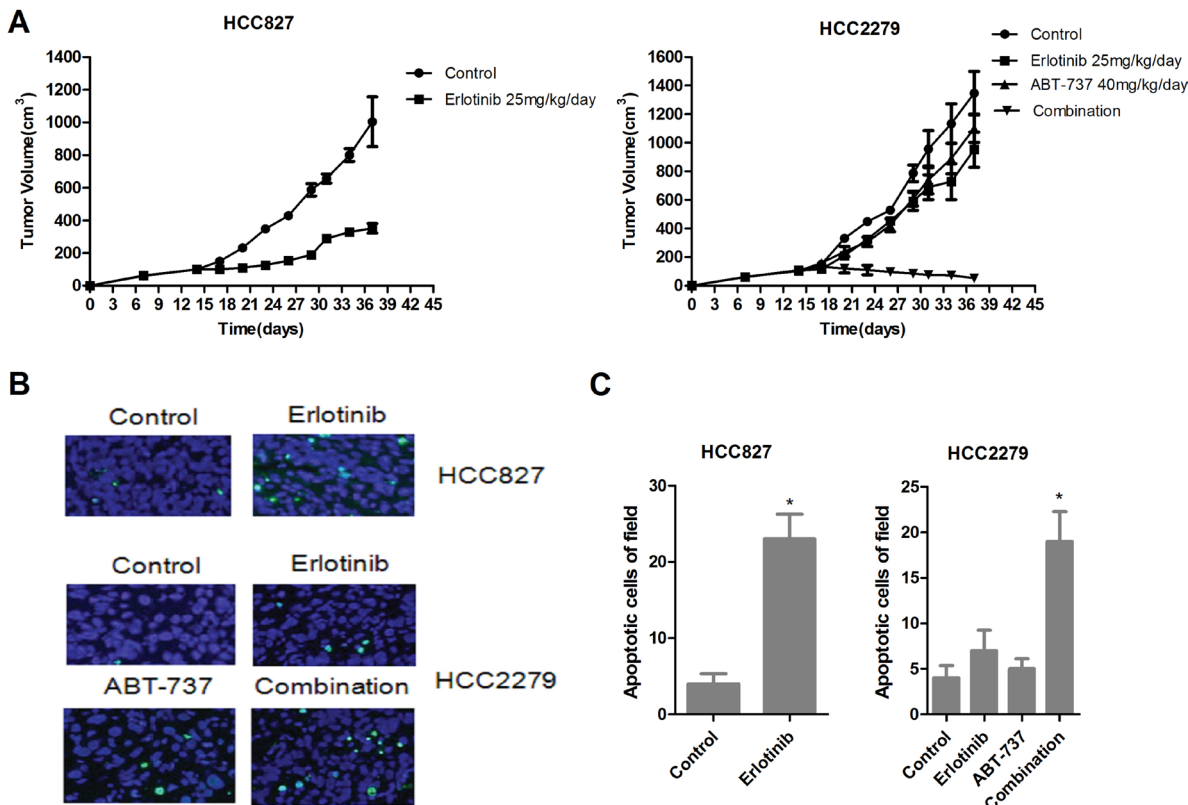 A
HCC827
Tumor Volume(cm³)
1400
1200
1000
800
600
400
200
0
0 3 6 9 12 15 18 21 24 27 30 33 36 39 42 45
Time(days)
Control
Erlotinib 25mg/kg/day
HCC2279
Tumor Volume(cm³)
1600
1400
1200
1000
800
600
400
200
0
0 3 6 9 12 15 18 21 24 27 30 33 36 39 42 45
Time(days)
Control
Erlotinib 25mg/kg/day
ABT-737 40mg/kg/day
Combination
B
Control Erlotinib
HCC827
Control Erlotinib
HCC2279
ABT-737 Combination
C
HCC827
Apoptotic cells of field
30
20
10
0
*
Control Erlotinib
HCC2279
Apoptotic cells of field
25
20
15
10
5
0
*
Control Erlotinib ABT-737 Combination